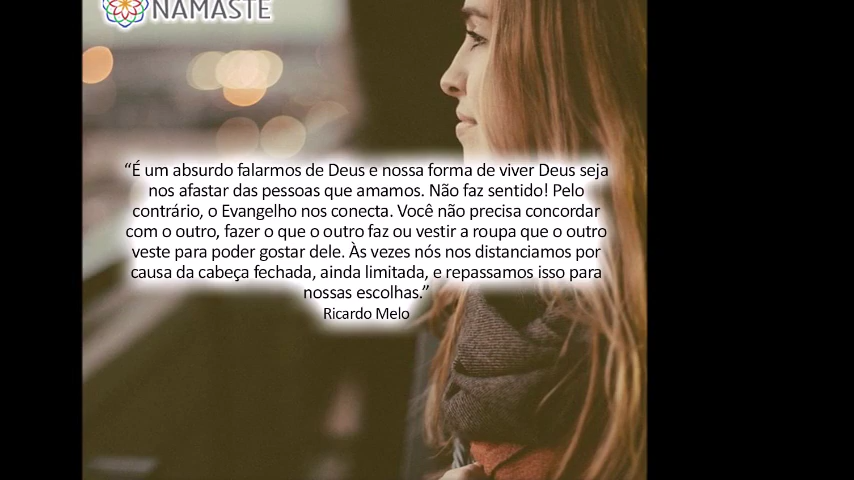 NAMASTE
“É um absurdo falarmos de Deus e nossa forma de viver Deus seja
nos afastar das pessoas que amamos. Não faz sentido! Pelo
contrário, o Evangelho nos conecta. Você não precisa concordar
com o outro, fazer o que o outro faz ou vestir a roupa que o outro
veste para poder gostar dele. Às vezes nós nos distanciamos por
causa da cabeça fechada, ainda limitada, e repassamos isso para
nossas escolhas.”
Ricardo Melo